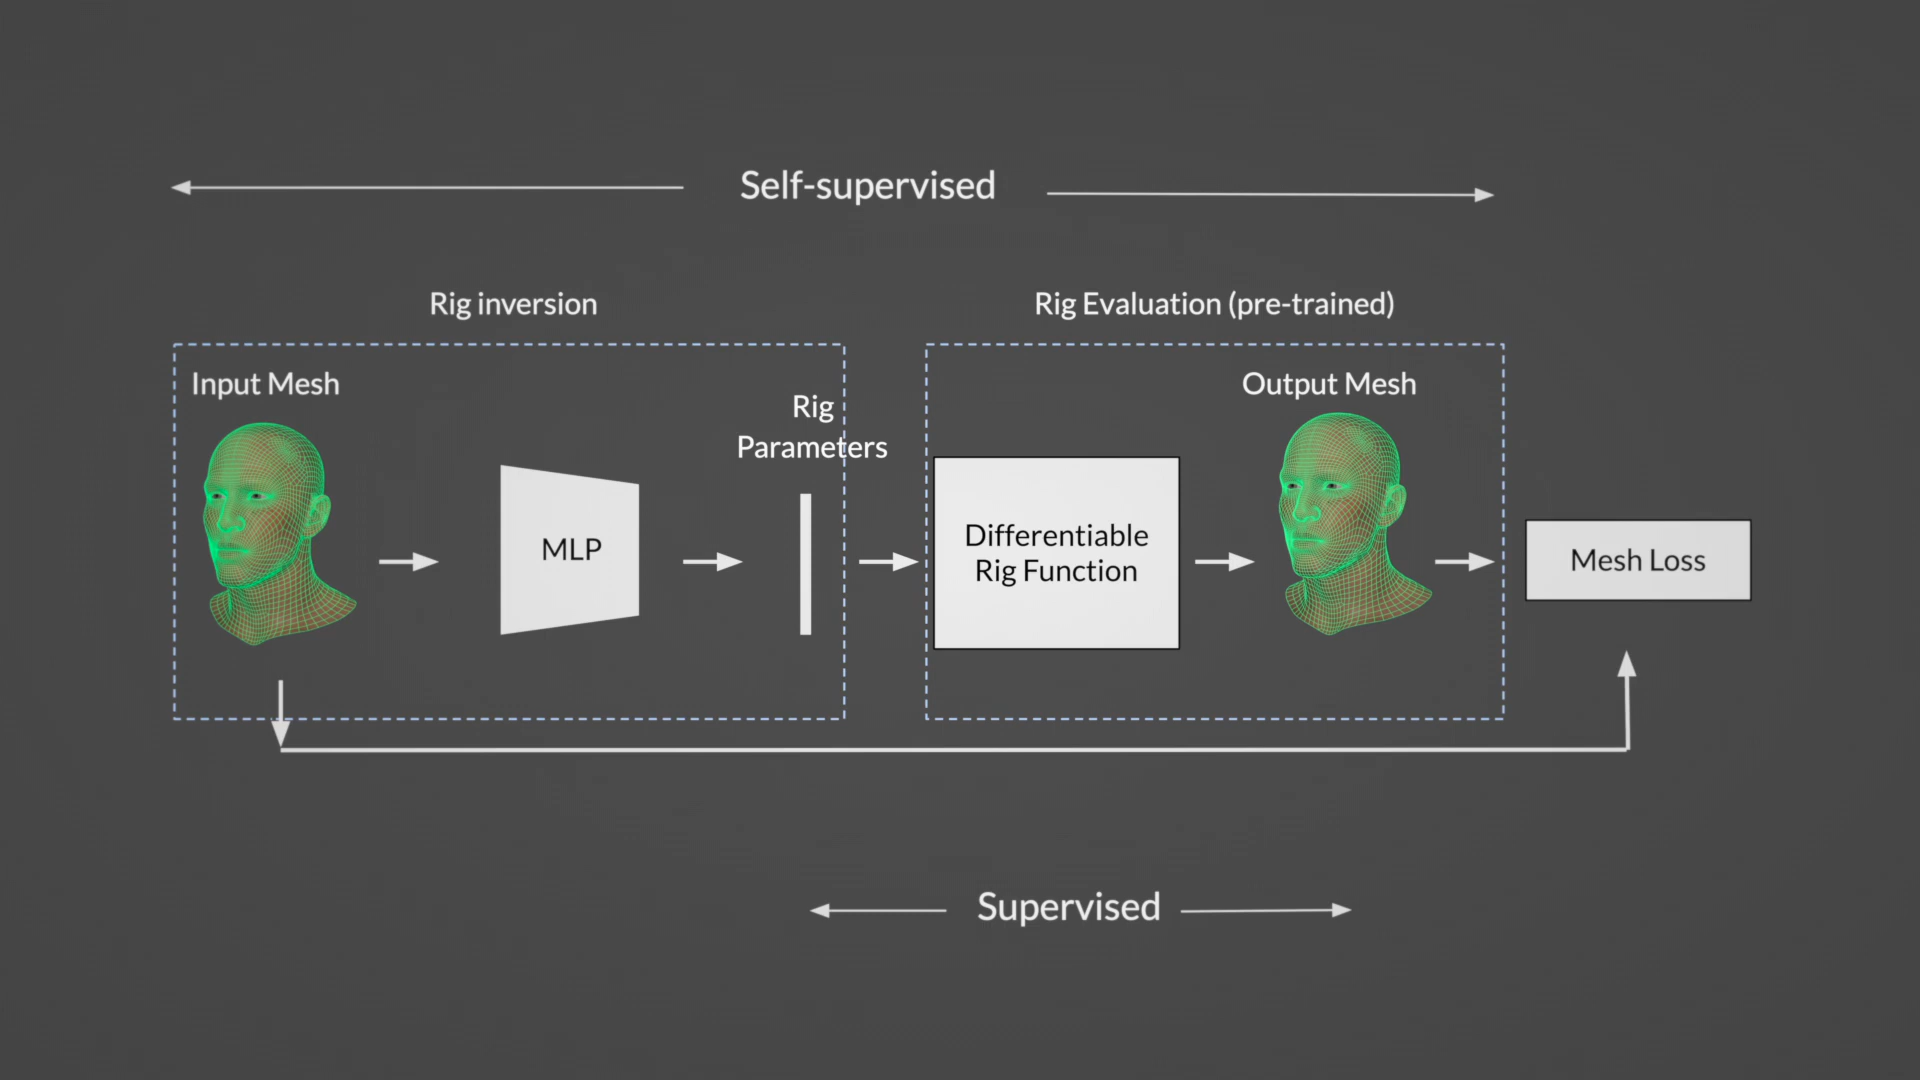 Self-supervised
Rig inversion
Rig Evaluation (pre-trained)
Input Mesh
Rig
Parameters
Output Mesh
MLP
Differentiable
Rig Function
Mesh Loss
Supervised